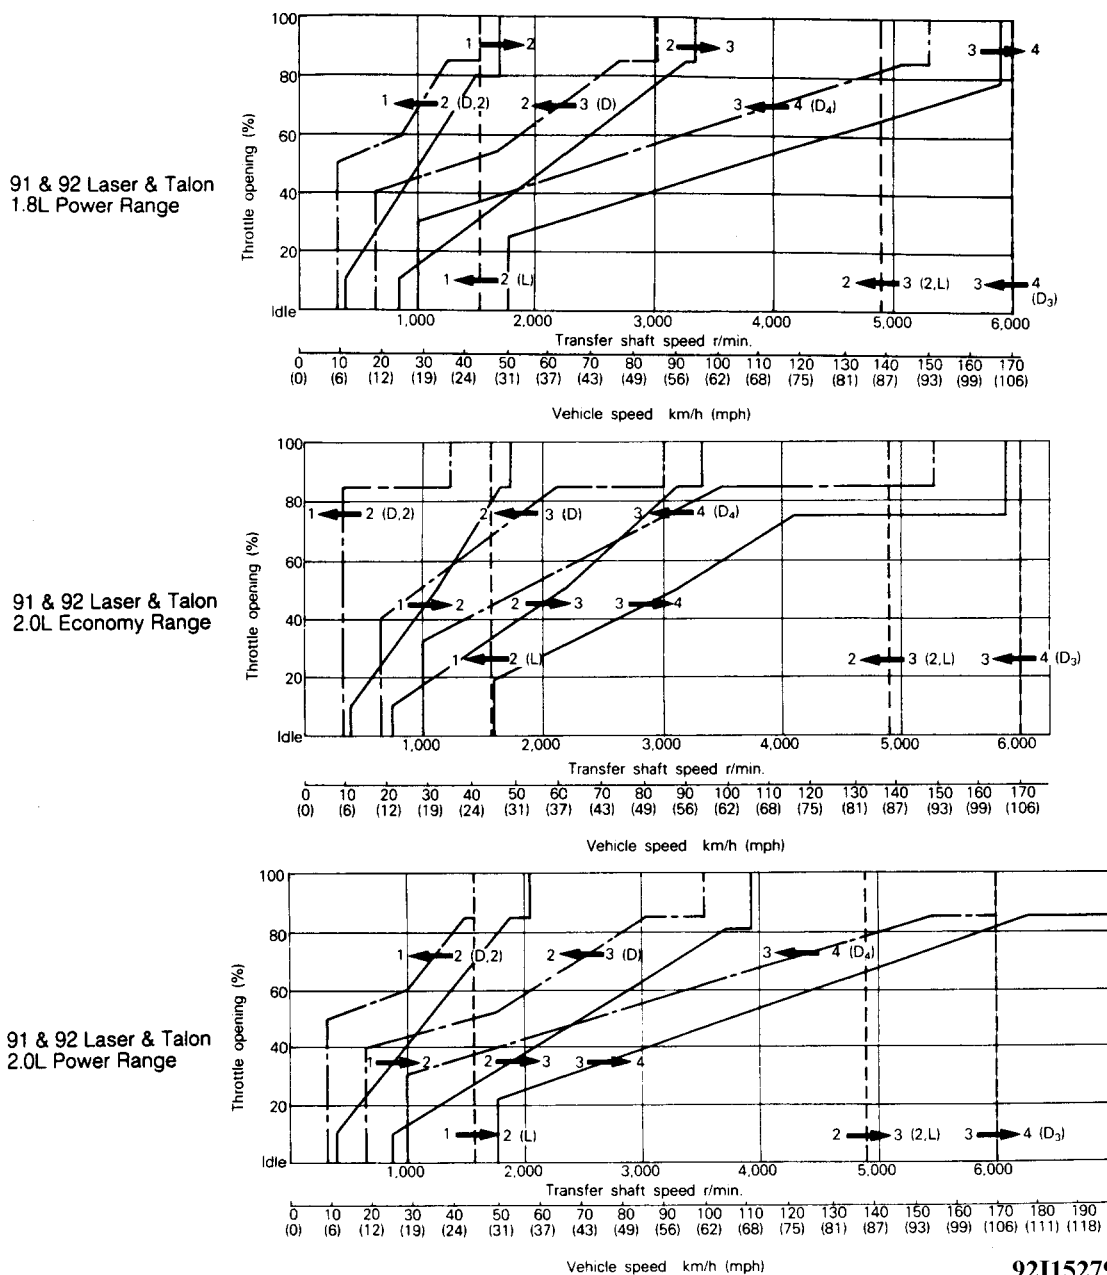 91 & 92 Laser & Talon
1.8L Power Range
Throttle opening (%)
100
80
60
40
20
Idle
1 2
2 3
3 4
1 2 (D,2)
2 3 (D)
3 4 (D4)
1 2 (L)
2 3 (2,L)
3 4 (D3)
1,000 2,000 3,000 4,000 5,000 6,000
Transfer shaft speed r/min.
0 10 20 30 40 50 60 70 80 90 100 110 120 130 140 150 160 170
(0) (6) (12) (19) (24) (31) (37) (43) (49) (56) (62) (68) (75) (81) (87) (93) (99) (106)
Vehicle speed km/h (mph)
91 & 92 Laser & Talon
2.0L Economy Range
Throttle opening (%)
100
80
60
40
20
Idle
1 2 (D,2)
2 3 (D)
3 4 (D4)
1 2
2 3
3 4
1 2 (L)
2 3 (2,L)
3 4 (D3)
1,000 2,000 3,000 4,000 5,000 6,000
Transfer shaft speed r/min.
0 10 20 30 40 50 60 70 80 90 100 110 120 130 140 150 160 170
(0) (6) (12) (19) (24) (31) (37) (43) (49) (56) (62) (68) (75) (81) (87) (93) (99) (106)
Vehicle speed km/h (mph)
91 & 92 Laser & Talon
2.0L Power Range
Throttle opening (%)
100
80
60
40
20
Idle
1 2 (D,2)
2 3 (D)
3 4 (D4)
1 2
2 3
3 4
1 2 (L)
2 3 (2,L)
3 4 (D3)
1,000 2,000 3,000 4,000 5,000 6,000
Transfer shaft speed r/min.
0 10 20 30 40 50 60 70 80 90 100 110 120 130 140 150 160 170 180 190
(0) (6) (12) (19) (24) (31) (37) (43) (49) (56) (62) (68) (75) (81) (87) (93) (99) (106) (111) (118)
Vehicle speed km/h (mph)
92I15279